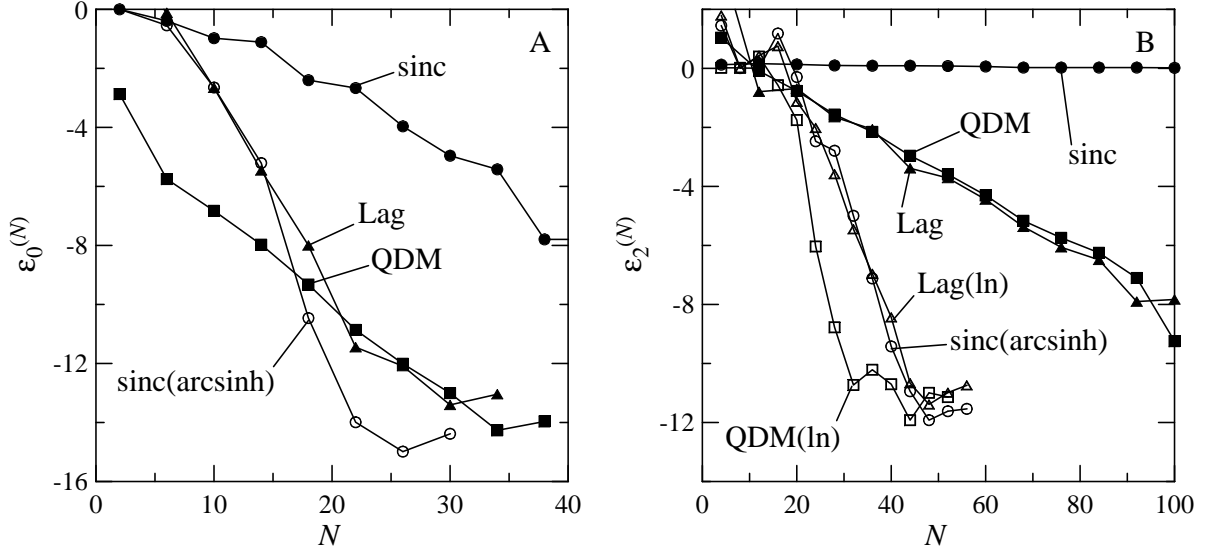 A
0
-4
-8
-12
-16
0
10
20
30
40
N
ε0(N)
sinc
Lag
QDM
sinc(arcsinh)
B
0
-4
-8
-12
0
20
40
60
80
100
N
ε2(N)
QDM
sinc
Lag
Lag(ln)
sinc(arcsinh)
QDM(ln)